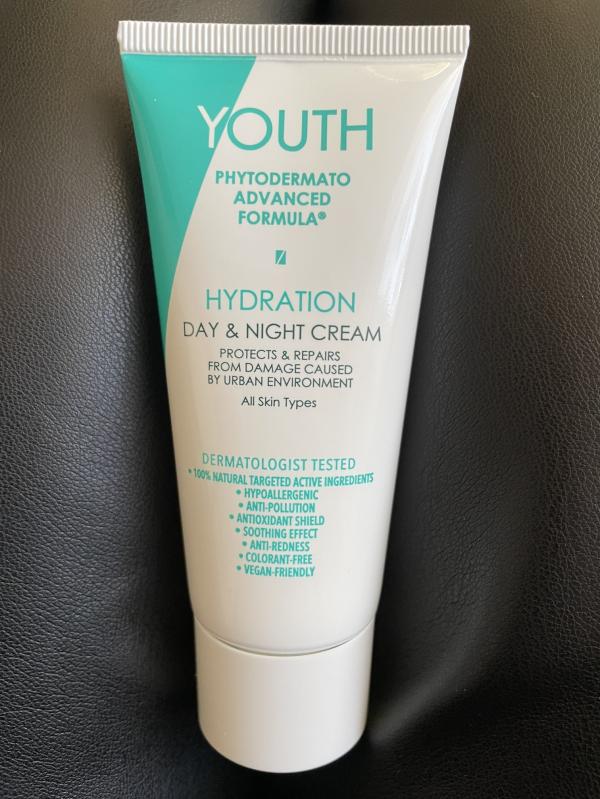 YOUTH
PHYTODERMATO
ADVANCED
FORMULA®
HYDRATION
DAY & NIGHT CREAM
PROTECTS & REPAIRS
FROM DAMAGE CAUSED
BY URBAN ENVIRONMENT
All Skin Types
DERMATOLOGIST TESTED
• 100% NATURAL TARGETED ACTIVE INGREDIENTS
• HYPOALLERGENIC
• ANTI-POLLUTION
• ANTIOXIDANT SHIELD
• SOOTHING EFFECT
• ANTI-REDNESS
• COLORANT-FREE
• VEGAN-FRIENDLY